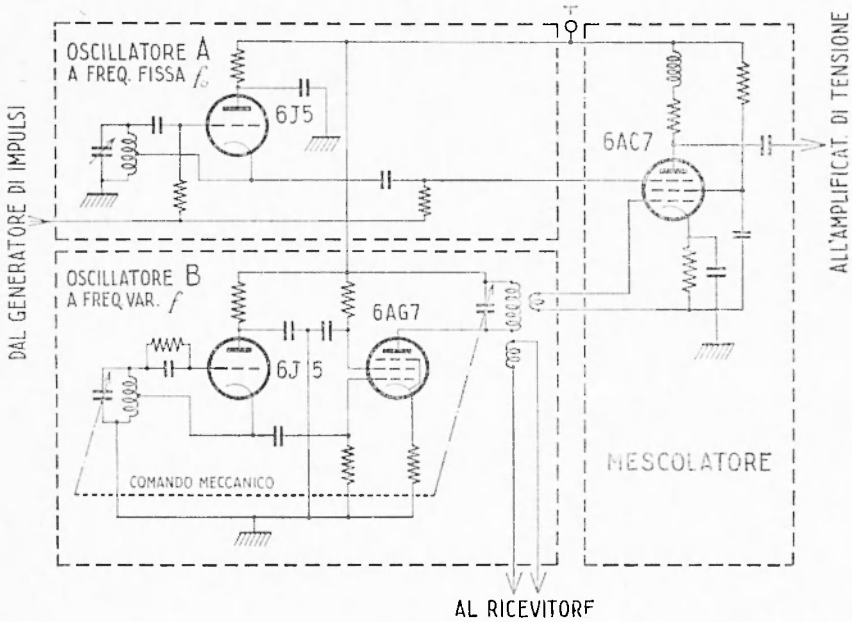 OSCILLATORE A
A FREQ. FISSA f₀
6J5
6AC7
DAL GENERATORE DI IMPULSI
ALL'AMPLIFICAT. DI TENSIONE
OSCILLATORE B
A FREQ VAR. f
6AG7
6J5
COMANDO MECCANICO
MESCOLATORE
AL RICEVITORE